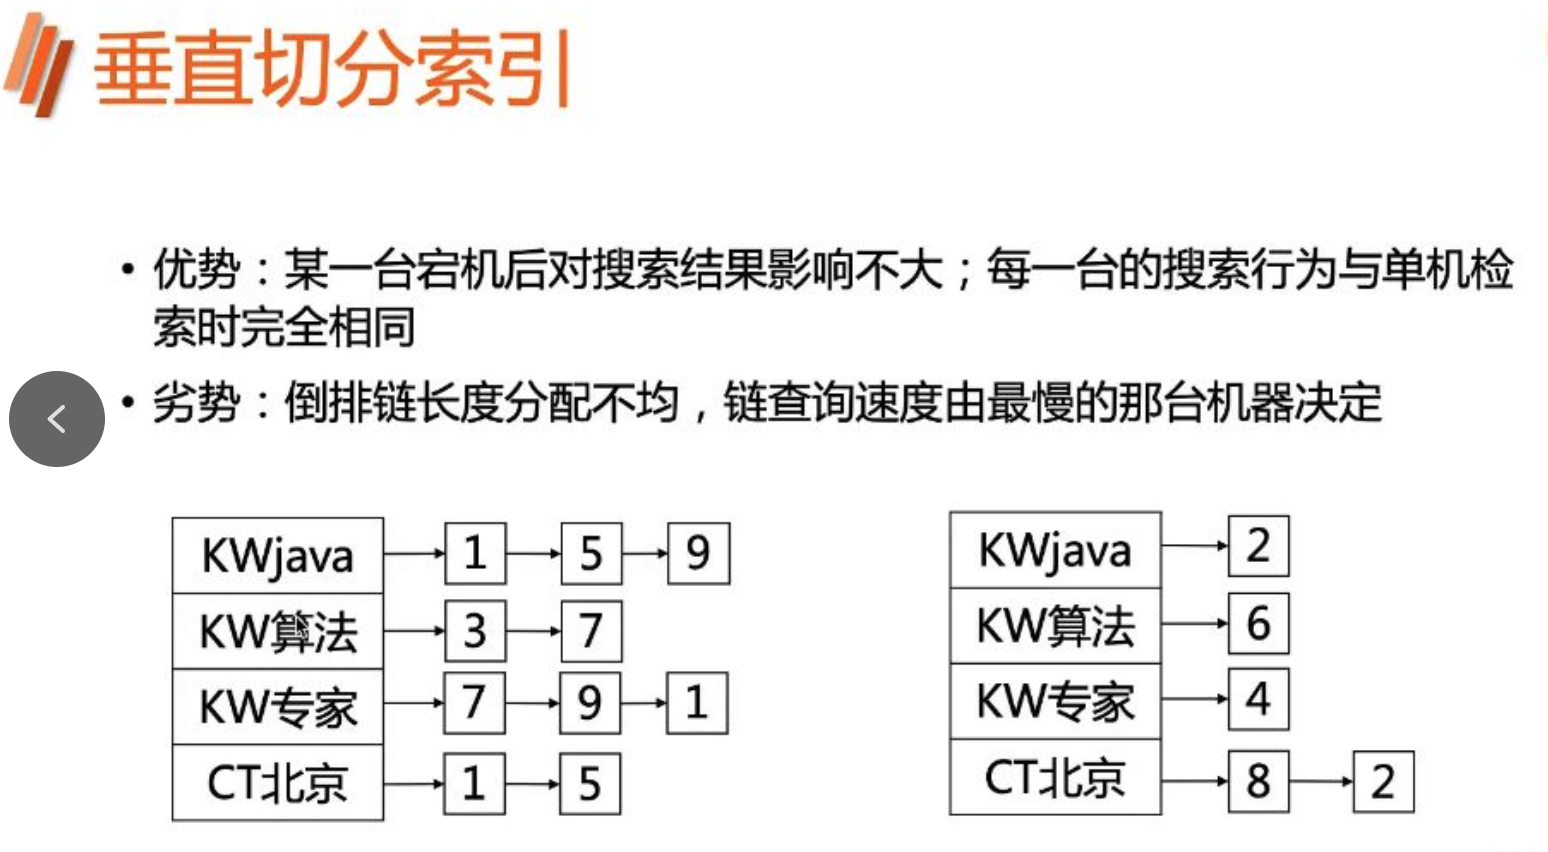 垂直切分索引
• 优势：某一台宕机后对搜索结果影响不大；每一台的搜索行为与单机检
索时完全相同
• 劣势：倒排链长度分配不均，链查询速度由最慢的那台机器决定
KWjava 1 5 9
KW算法 3 7
KW专家 7 9 1
CT北京 1 5
KWjava 2
KW算法 6
KW专家 4
CT北京 8 2